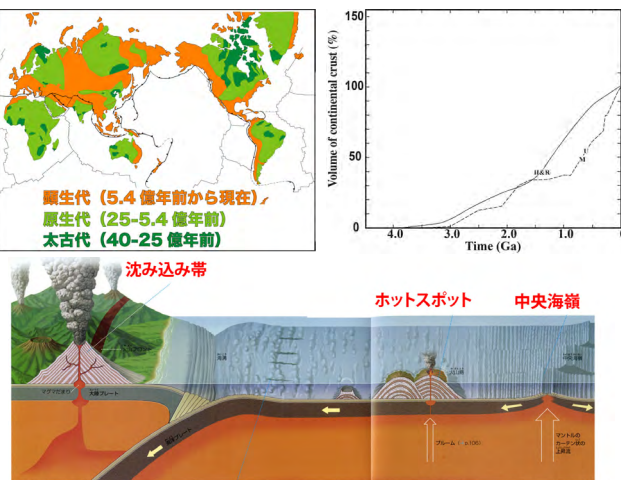 顕生代（5.4 億年前から現在）
原生代（25-5.4 億年前）
太古代（40-25 億年前）
Volume of continental crust (%)
150
100
50
0
4.0 3.0 2.0 1.0 0
H&R
U
M
Time (Ga)
沈み込み帯
ホットスポット
中央海嶺
マグマだまり
大陸プレート
海洋プレート
プルーム（ p.106）
マントルの
カーテン状の
上昇流